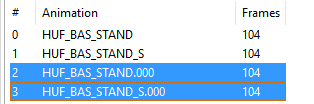 # Animation Frames
0 HUF_BAS_STAND 104
1 HUF_BAS_STAND_S 104
2 HUF_BAS_STAND.000 104
3 HUF_BAS_STAND_S.000 104